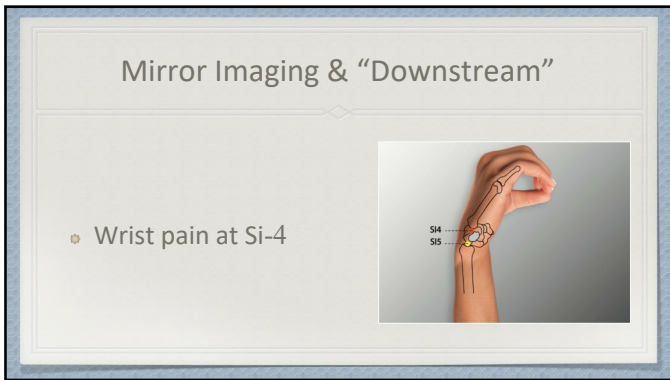 Mirror Imaging & “Downstream”
Wrist pain at Si-4
SI4
SI5